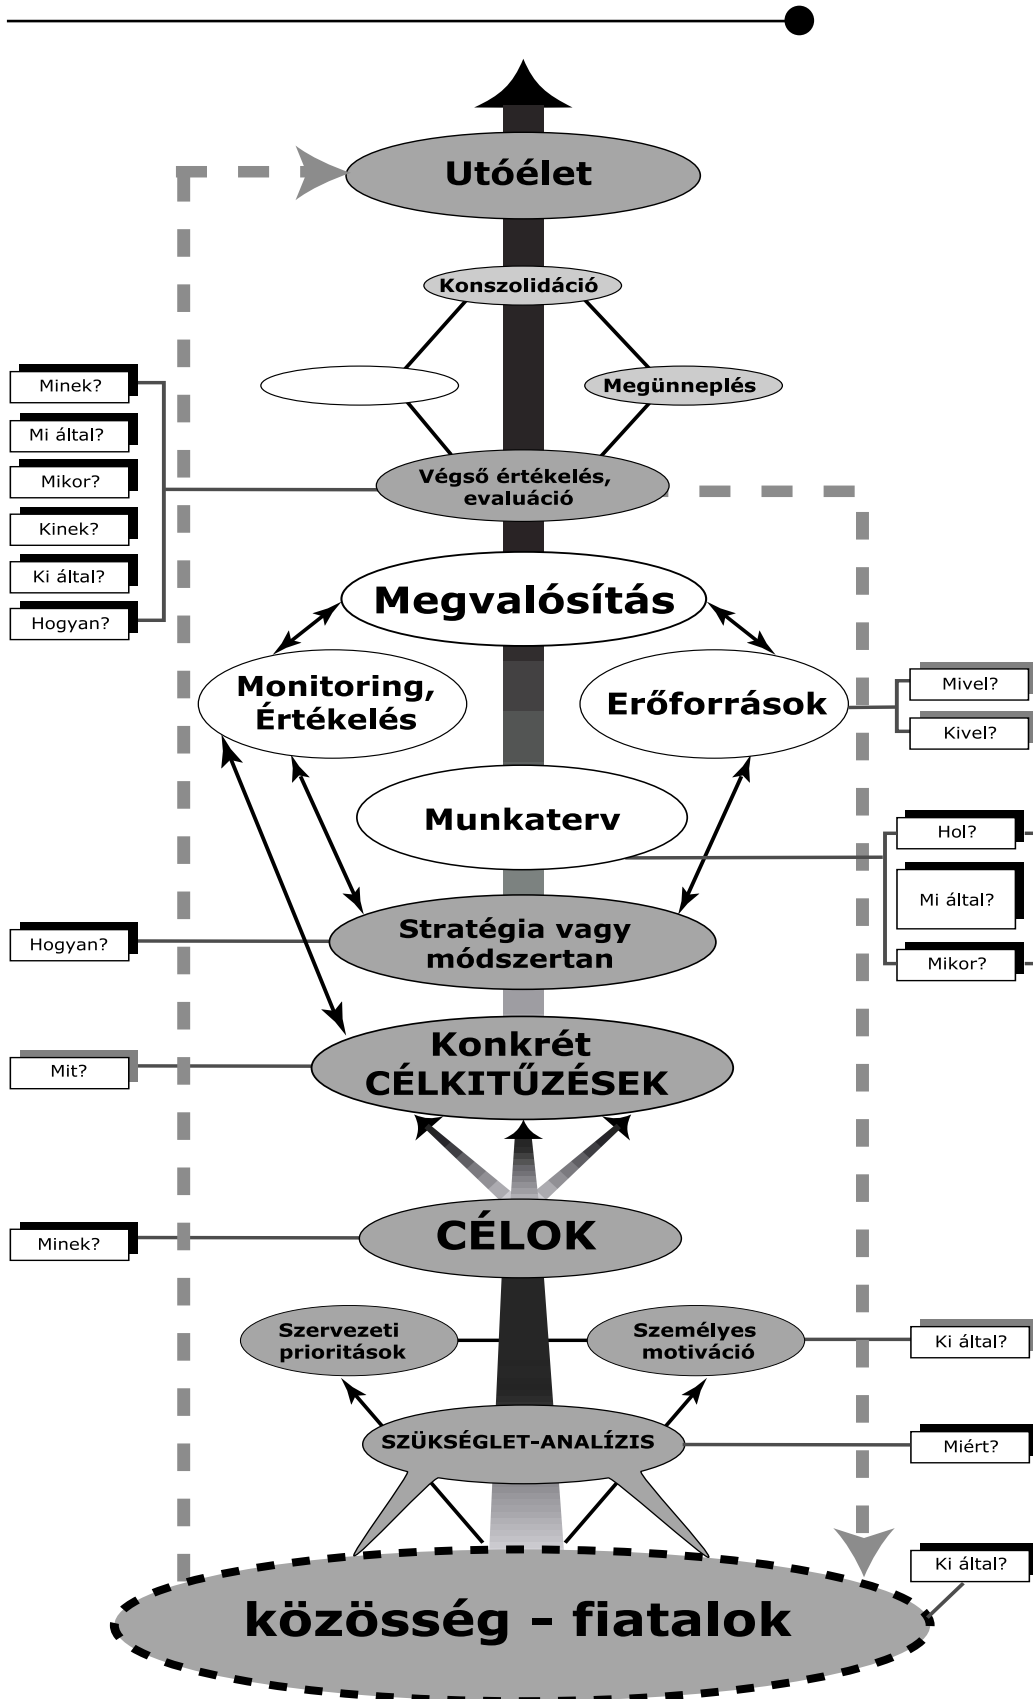 Utóélet
Konszolidáció
Megünneplés
Végső értékelés,
evaluáció
Minek?
Mi által?
Mikor?
Kinek?
Ki által?
Hogyan?
Megvalósítás
Monitoring,
Értékelés
Erőforrások
Mivel?
Kivel?
Munkaterv
Hol?
Mi által?
Mikor?
Stratégia vagy
módszertan
Hogyan?
Konkrét
CÉLKITŰZÉSEK
Mit?
CÉLOK
Minek?
Szervezeti
prioritások
Személyes
motiváció
Ki által?
SZÜKSÉGLET-ANALÍZIS
Miért?
Ki által?
közösség - fiatalok